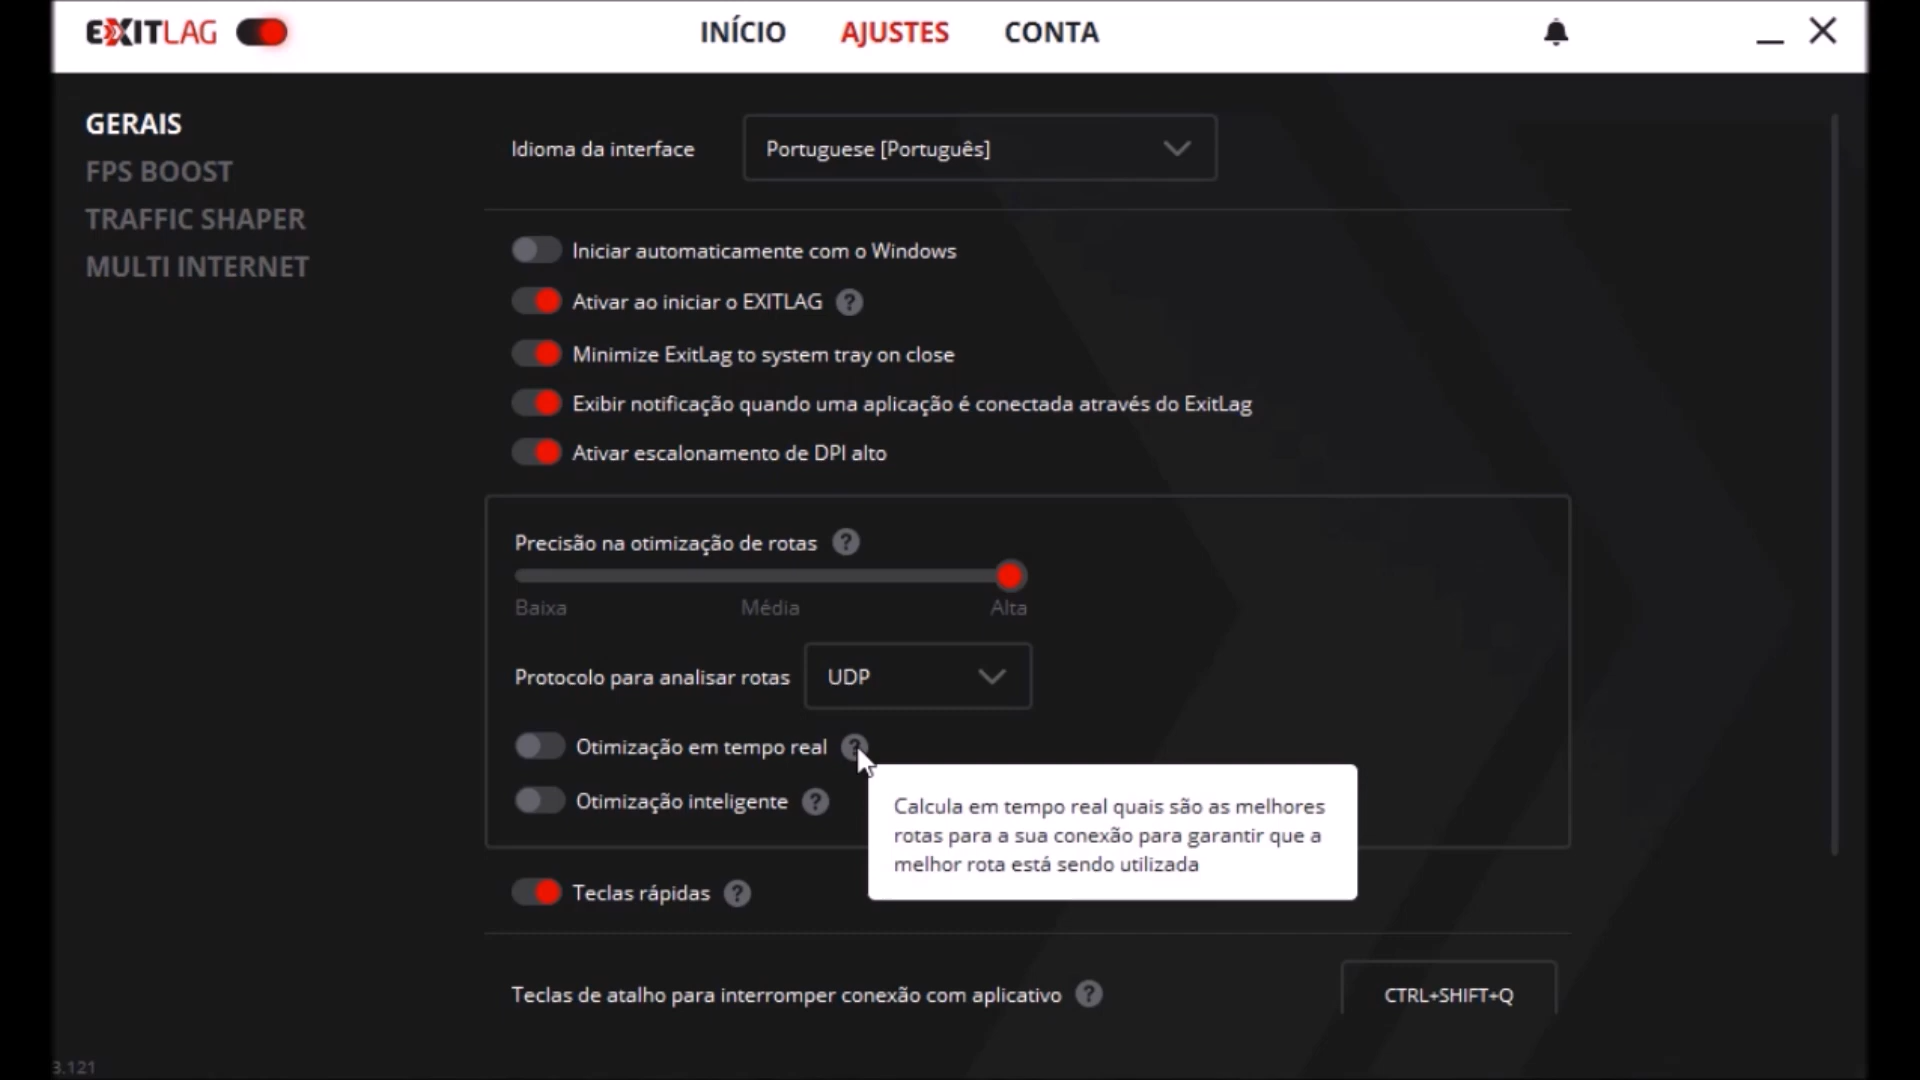 EXITLAG
INÍCIO
AJUSTES
CONTA
GERAIS
FPS BOOST
TRAFFIC SHAPER
MULTI INTERNET
Idioma da interface
Portuguese [Português]
Iniciar automaticamente com o Windows
Ativar ao iniciar o EXITLAG ?
Minimize ExitLag to system tray on close
Exibir notificação quando uma aplicação é conectada através do ExitLag
Ativar escalonamento de DPI alto
Precisão na otimização de rotas ?
Baixa
Média
Alta
Protocolo para analisar rotas
UDP
Otimização em tempo real ?
Otimização inteligente ?
Calcula em tempo real quais são as melhores
rotas para a sua conexão para garantir que a
melhor rota está sendo utilizada
Teclas rápidas ?
Teclas de atalho para interromper conexão com aplicativo ?
CTRL+SHIFT+Q
3.121